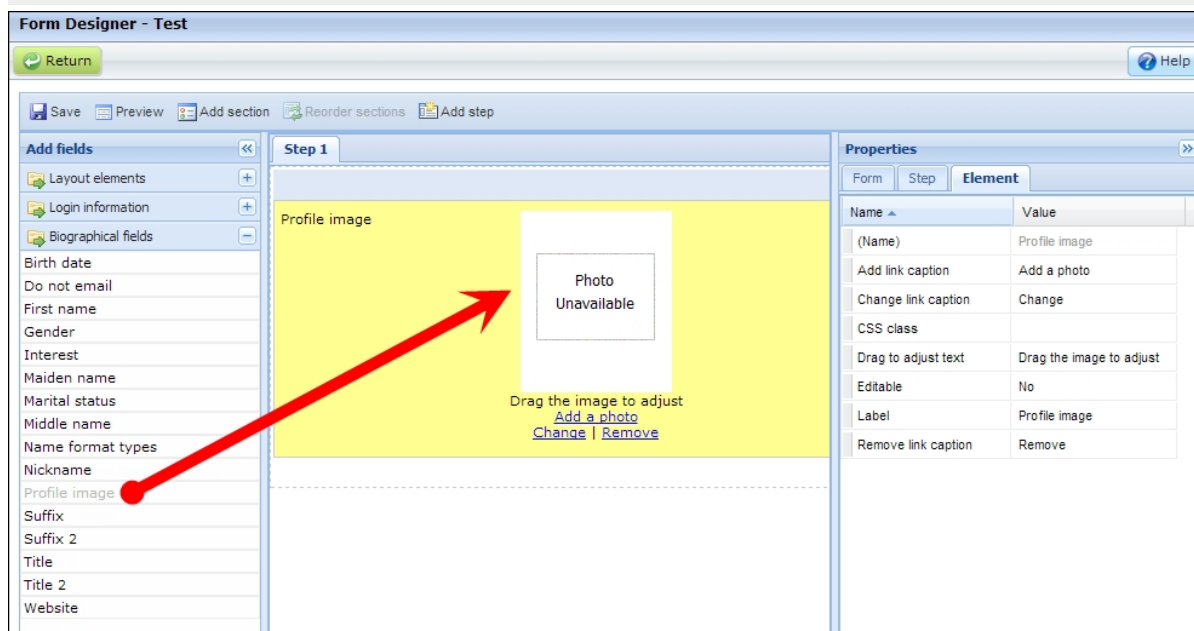 Form Designer - Test
Return
Help
Save Preview Add section Reorder sections Add step
Add fields
Layout elements
Login information
Biographical fields
Birth date
Do not email
First name
Gender
Interest
Maiden name
Marital status
Middle name
Name format types
Nickname
Profile image
Suffix
Suffix 2
Title
Title 2
Website
Step 1
Profile image
Photo
Unavailable
Drag the image to adjust
Add a photo
Change | Remove
Properties
Form Step Element
Name Value
(Name) Profile image
Add link caption Add a photo
Change link caption Change
CSS class
Drag to adjust text Drag the image to adjust
Editable No
Label Profile image
Remove link caption Remove